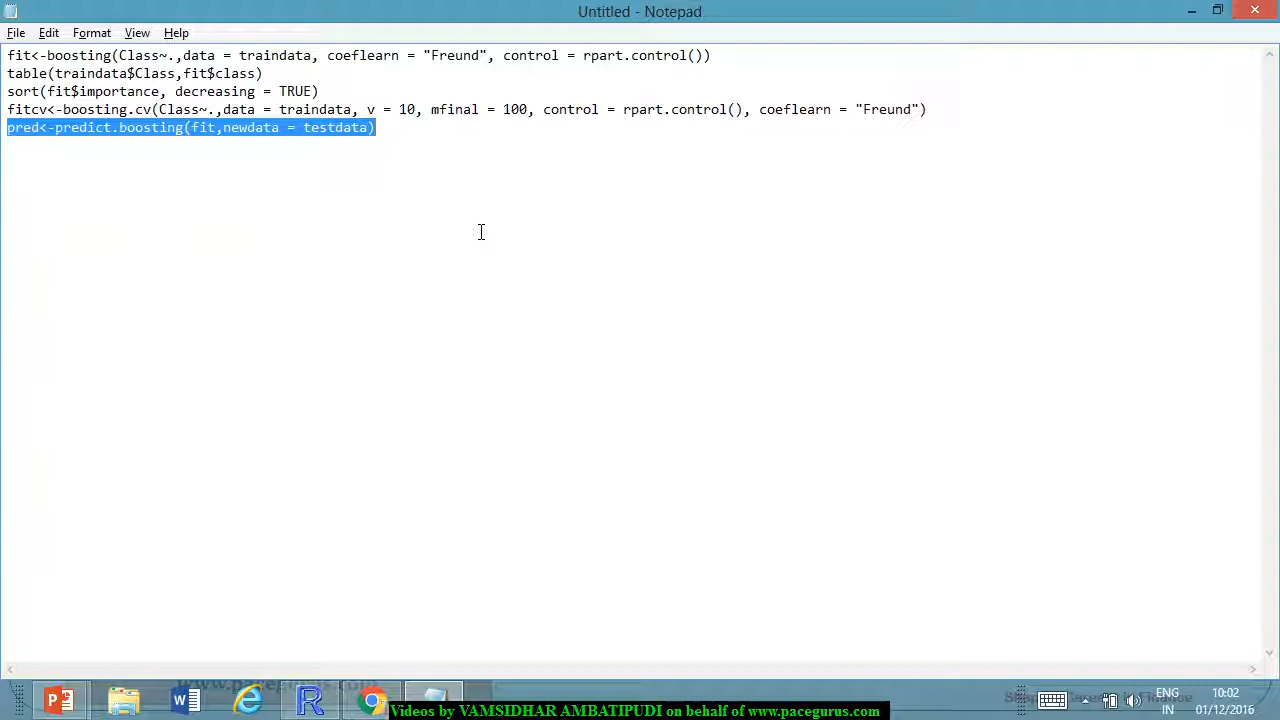 Untitled - Notepad
File Edit Format View Help
fit<-boosting(Class~.,data = traindata, coeflearn = "Freund", control = rpart.control())
table(traindata$Class,fit$class)
sort(fit$importance, decreasing = TRUE)
fitcv<-boosting.cv(Class~.,data = traindata, v = 10, mfinal = 100, control = rpart.control(), coeflearn = "Freund")
pred<-predict.boosting(fit,newdata = testdata)
www.pacegurus.com
ENG 10:02
IN 01/12/2016
Videos by VAMSIDHAR AMBATIPUDI on behalf of www.pacegurus.com